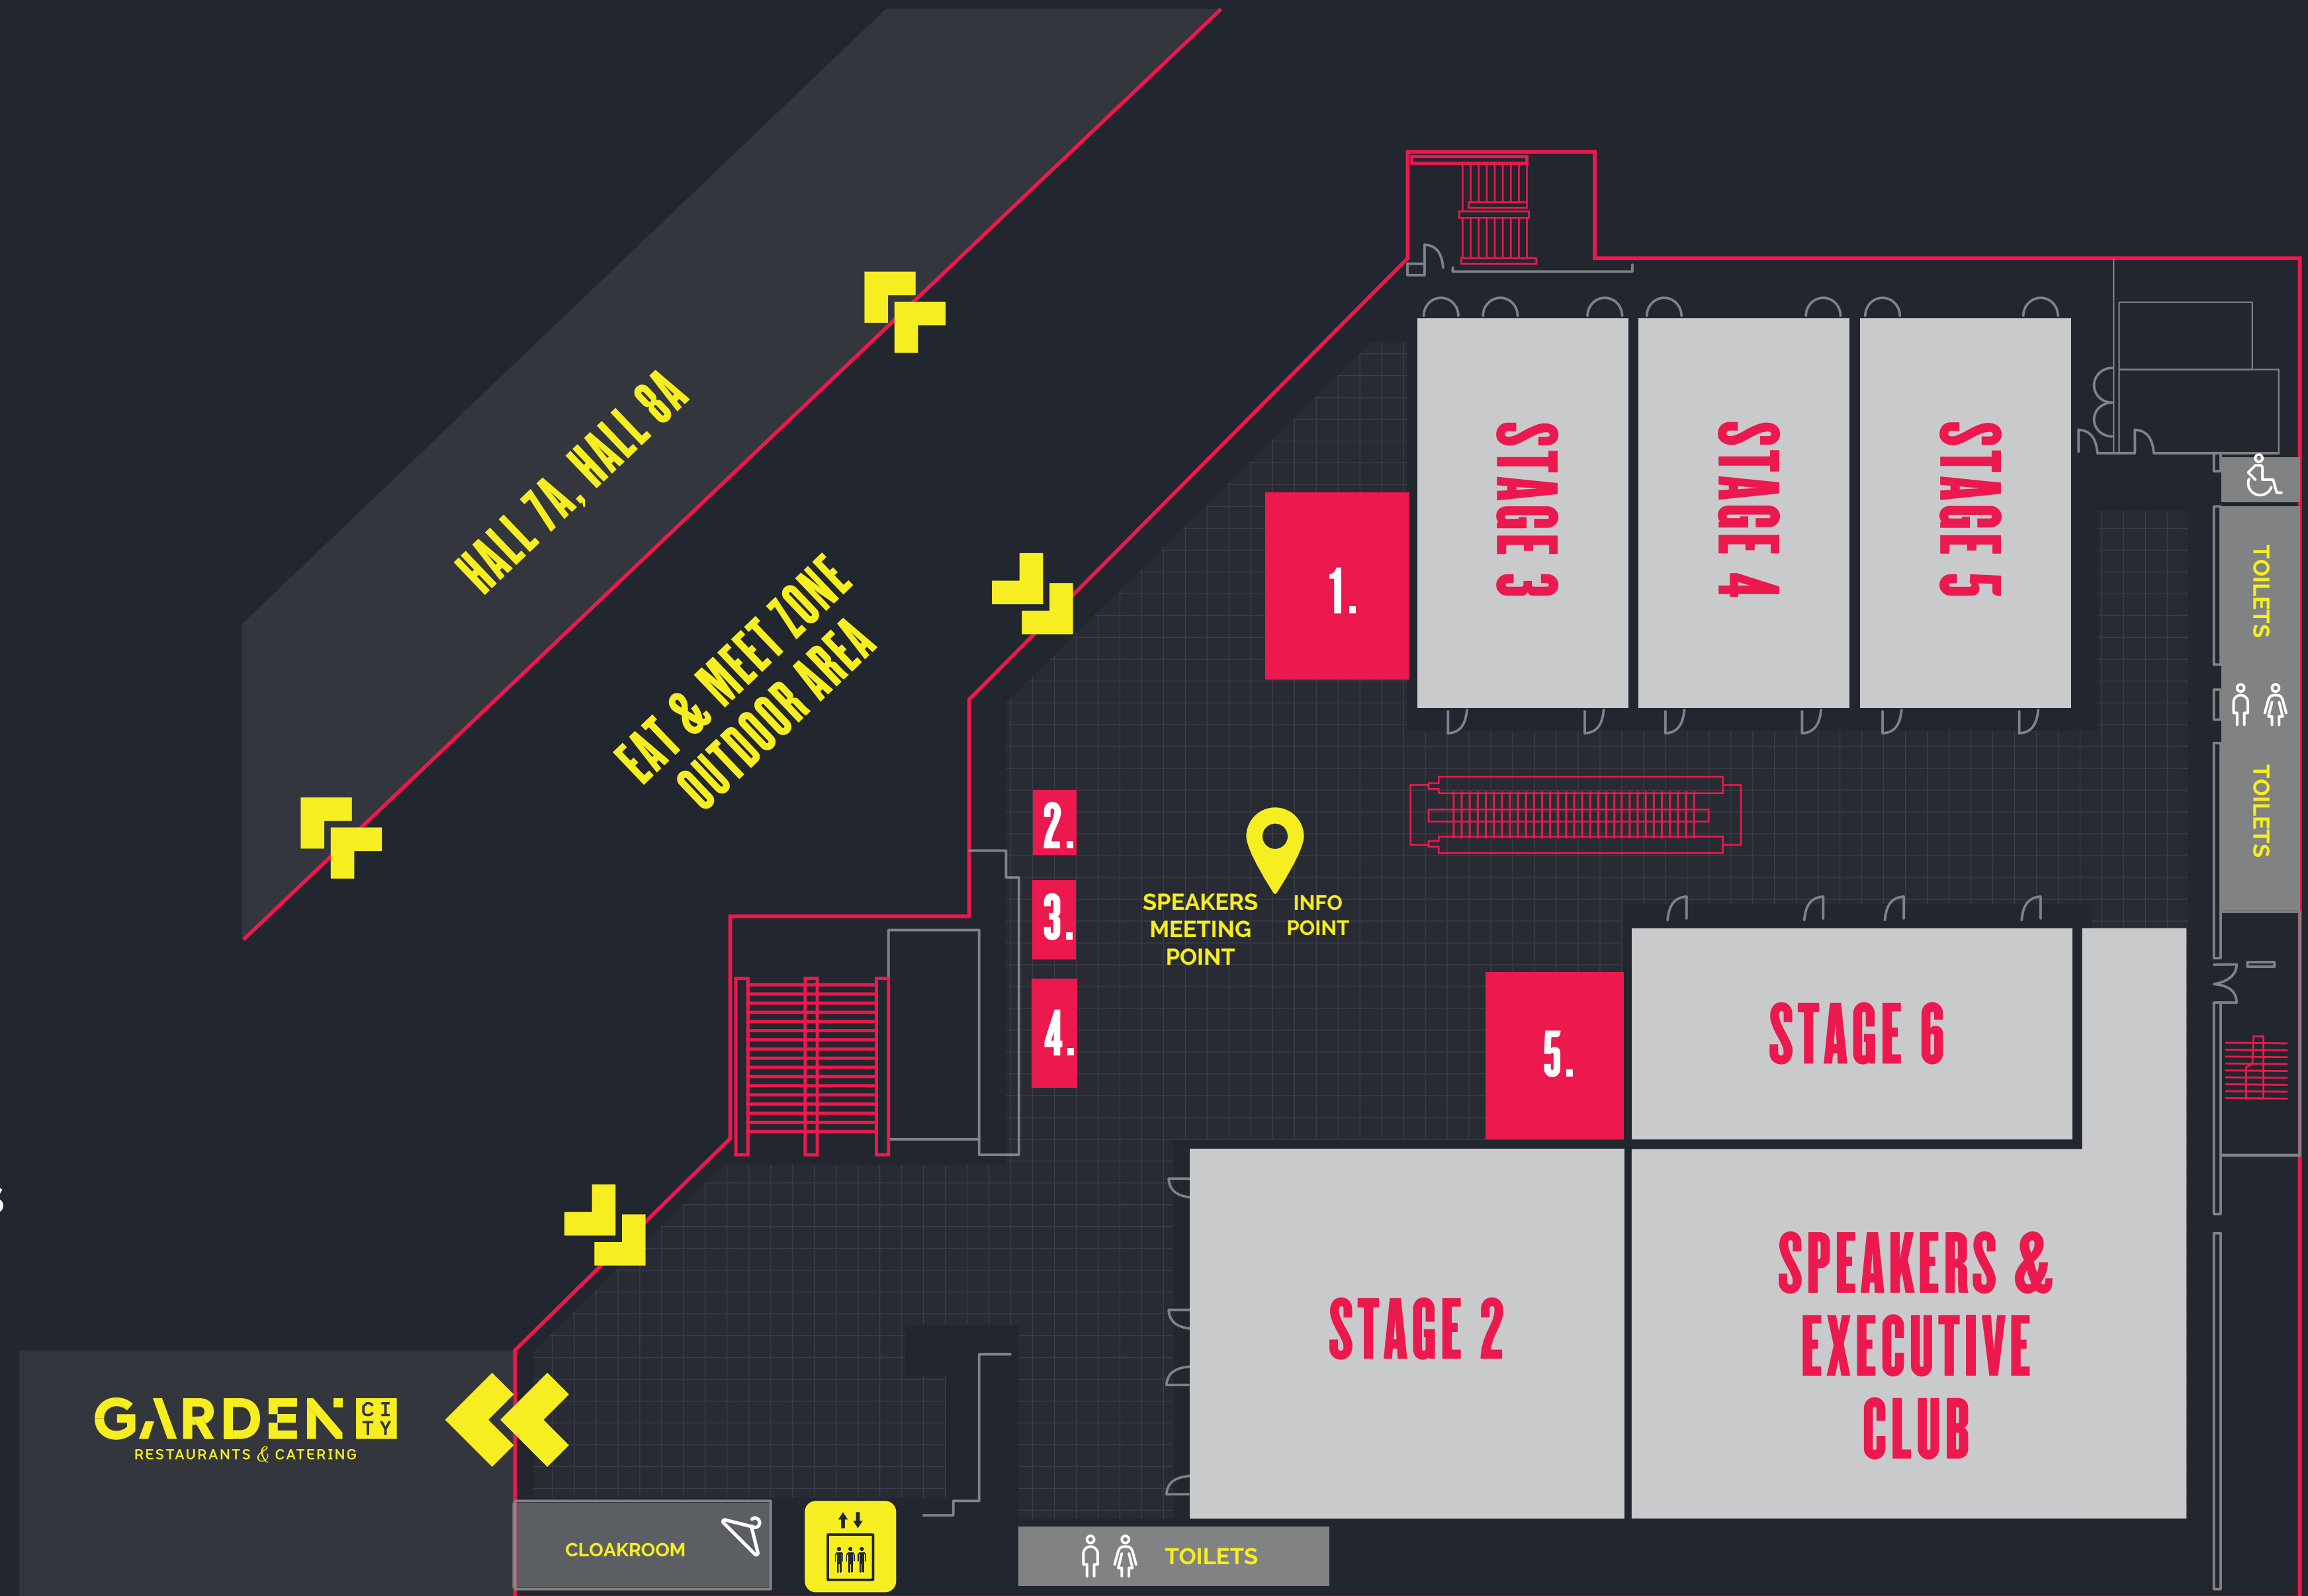 HALL 7A, HALL 8A
EAT & MEET ZONE
OUTDOOR AREA
1.
STAGE 3
STAGE 4
STAGE 5
TOILETS
TOILETS
2.
3.
4.
SPEAKERS
MEETING
POINT
INFO
POINT
5.
STAGE 6
STAGE 2
SPEAKERS &
EXECUTIVE
CLUB
GARDEN CITY
RESTAURANTS & CATERING
CLOAKROOM
TOILETS